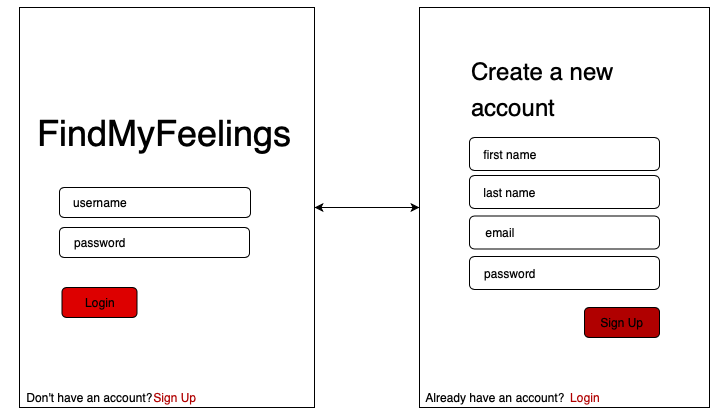 FindMyFeelings
username
password
Login
Don't have an account?Sign Up
Create a new
account
first name
last name
email
password
Sign Up
Already have an account? Login